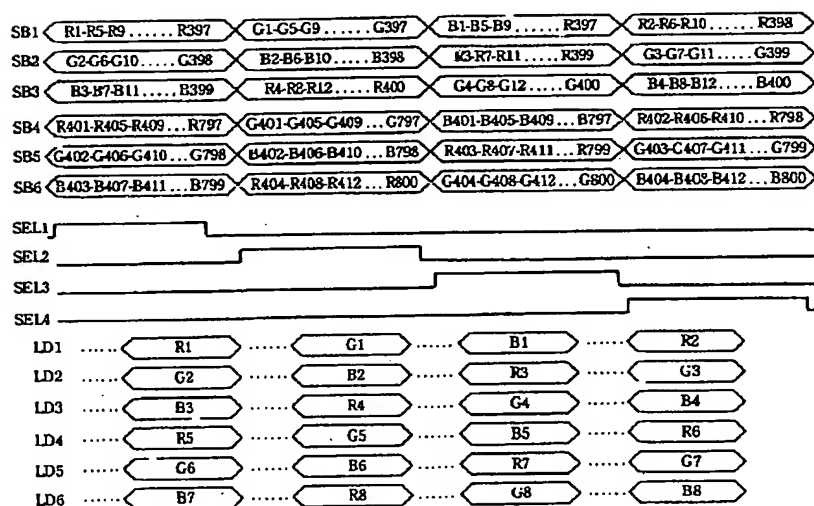 SB1 R1-R5-R9......R397 G1-G5-G9......G397 B1-B5-B9......R397 R2-R6-R10......R398
SB2 G2-G6-G10......G398 B2-B6-B10......B398 R3-R7-R11......R399 G3-G7-G11......G399
SB3 B3-B7-B11......B399 R4-R8-R12......R400 G4-G8-G12......G400 B4-B8-B12......B400
SB4 R401-R405-R409...R797 G401-G405-G409...G797 B401-B405-B409...B797 R402-R406-R410...R798
SB5 G402-G406-G410...G798 B402-B406-B410...B798 R403-R407-R411...R799 G403-G407-G411...G799
SB6 B403-B407-B411...B799 R404-R408-R412...R800 G404-G408-G412...G800 B404-B408-B412...B800
SEL1
SEL2
SEL3
SEL4
LD1 ...... R1 ...... G1 ...... B1 ...... R2
LD2 ...... G2 ...... B2 ...... R3 ...... G3
LD3 ...... B3 ...... R4 ...... G4 ...... B4
LD4 ...... R5 ...... G5 ...... B5 ...... R6
LD5 ...... G6 ...... B6 ...... R7 ...... G7
LD6 ...... B7 ...... R8 ...... G8 ...... B8